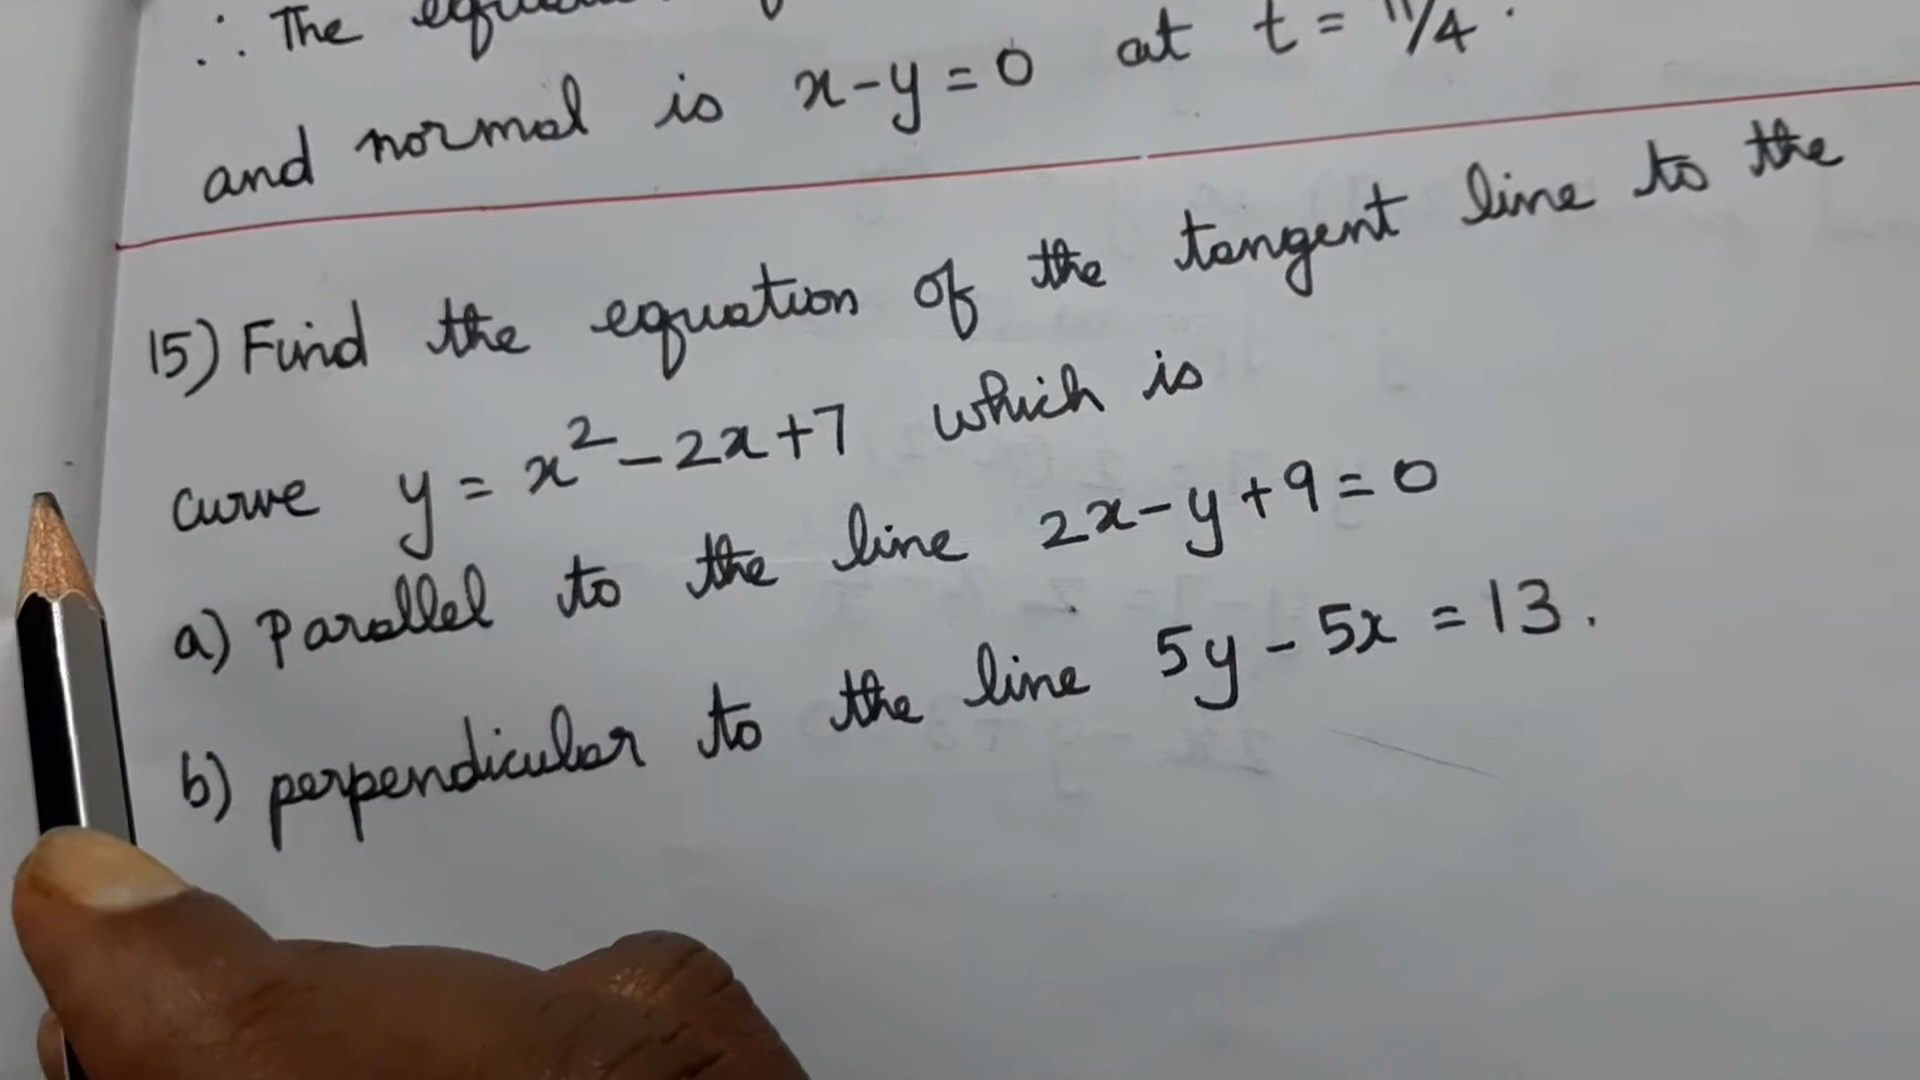 ∴ The
and normal is x-y=0 at t=π/4.
15) Find the equation of the tangent line to the
curve y = x²-2x+7 which is
a) Parallel to the line 2x-y+9=0
b) perpendicular to the line 5y-5x=13.